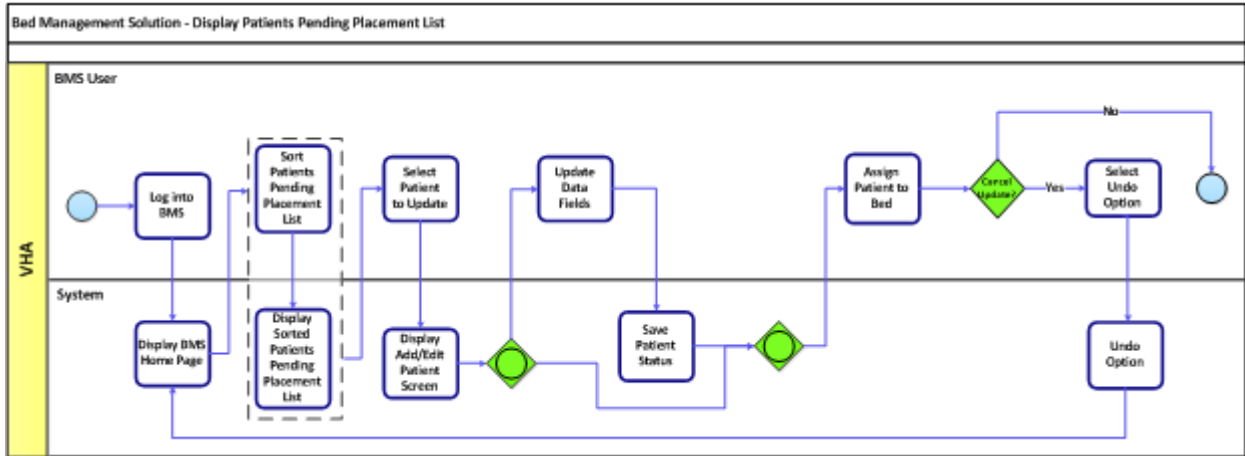 Bed Management Solution - Display Patients Pending Placement List
VHA
BMS User
Log into
BMS
Sort
Patients
Pending
Placement
List
Select
Patient
to Update
Update
Data
Fields
Assign
Patient to
Bed
Cancel
Update?
No
Yes
Select
Undo
Option
System
Display BMS
Home Page
Display
Sorted
Patients
Pending
Placement
List
Display
Add/Edit
Patient
Screen
Save
Patient
Status
Undo
Option